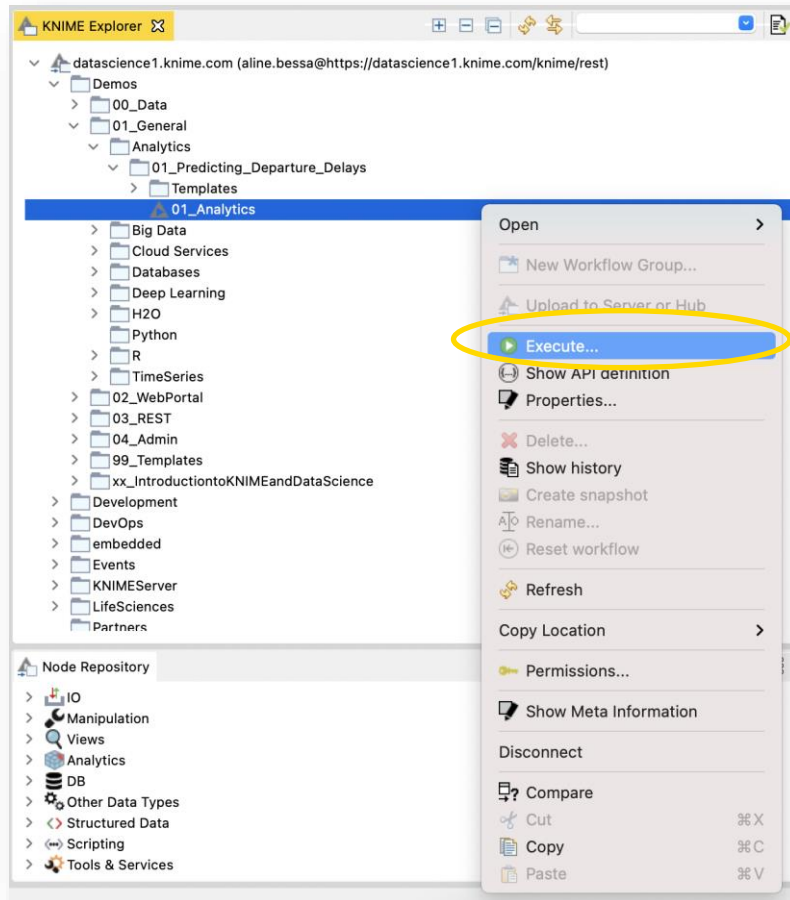 KNIME Explorer
datascience1.knime.com (aline.bessa@https://datascience1.knime.com/knime/rest)
Demos
00_Data
01_General
Analytics
01_Predicting_Departure_Delays
Templates
01_Analytics
Big Data
Cloud Services
Databases
Deep Learning
H2O
Python
R
TimeSeries
02_WebPortal
03_REST
04_Admin
99_Templates
xx_IntroductiontoKNIMEandDataScience
Development
DevOps
embedded
Events
KNIMEServer
LifeSciences
Partners
Open
New Workflow Group...
Upload to Server or Hub
Execute...
Show API definition
Properties...
Delete...
Show history
Create snapshot
Rename...
Reset workflow
Refresh
Copy Location
Permissions...
Show Meta Information
Disconnect
Compare
Cut ⌘X
Copy ⌘C
Paste ⌘V
Node Repository
IO
Manipulation
Views
Analytics
DB
Other Data Types
Structured Data
Scripting
Tools & Services